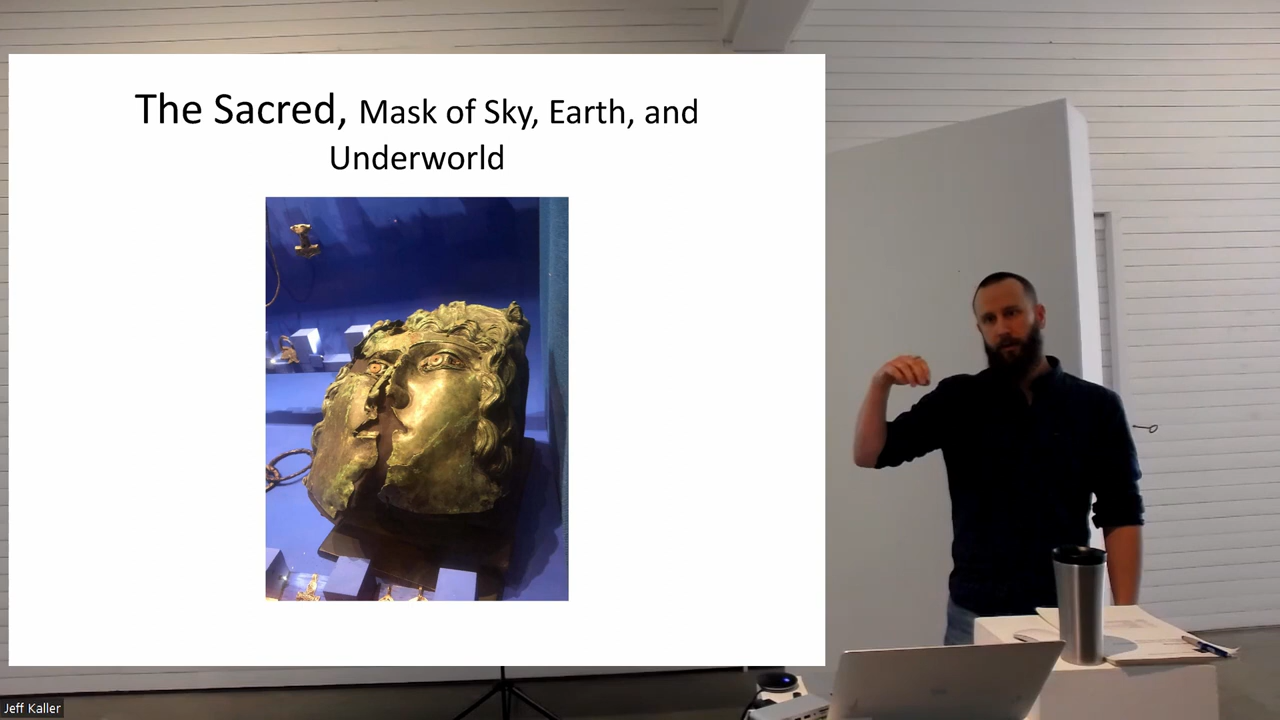 The Sacred, Mask of Sky, Earth, and
Underworld
Jeff Kaller